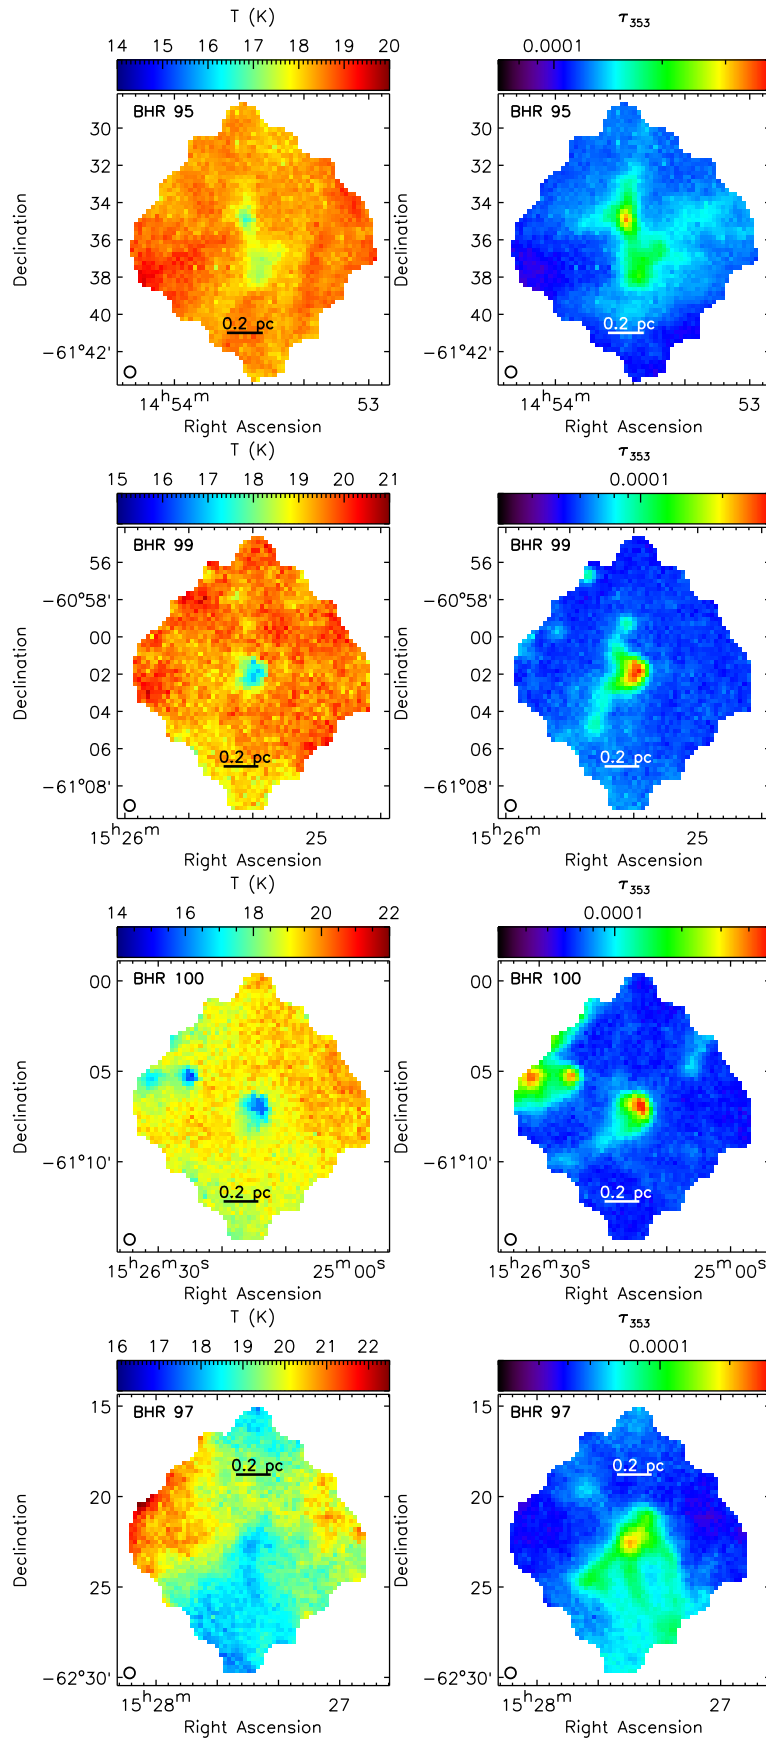 T (K) τ353
14 15 16 17 18 19 20 0.0001
BHR 95 BHR 95
30 30
32 32
34 34
36 36
38 38
0.2 pc 0.2 pc
40 40
−61°42' −61°42'
Declination Declination
14h54m 53 14h54m 53
Right Ascension Right Ascension
T (K) τ353
15 16 17 18 19 20 21 0.0001
BHR 99 BHR 99
56 56
−60°58' −60°58'
00 00
02 02
04 04
06 0.2 pc 06 0.2 pc
−61°08' −61°08'
Declination Declination
15h26m 25 15h26m 25
Right Ascension Right Ascension
T (K) τ353
14 16 18 20 22 0.0001
BHR 100 BHR 100
00 00
05 05
−61°10' −61°10'
0.2 pc 0.2 pc
Declination Declination
15h26m30s 25m00s 15h26m30s 25m00s
Right Ascension Right Ascension
T (K) τ353
16 17 18 19 20 21 22 0.0001
BHR 97 BHR 97
15 15
0.2 pc 0.2 pc
20 20
25 25
−62°30' −62°30'
Declination Declination
15h28m 27 15h28m 27
Right Ascension Right Ascension